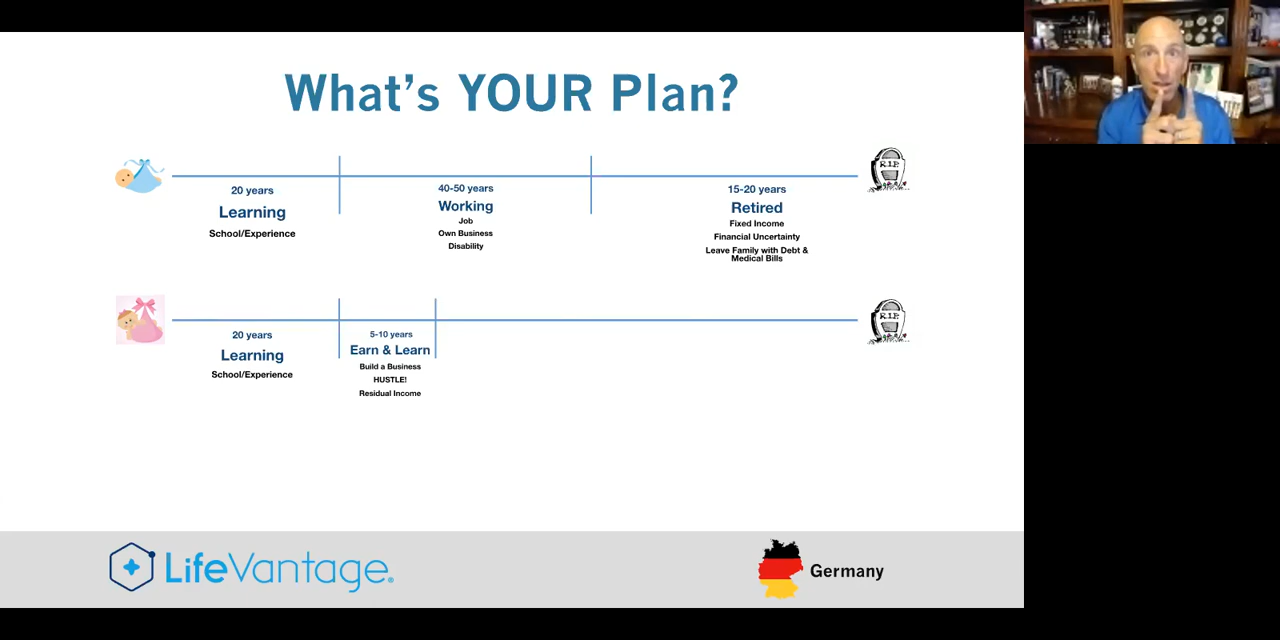 What's YOUR Plan?
20 years
Learning
School/Experience
40-50 years
Working
Job
Own Business
Disability
15-20 years
Retired
Fixed Income
Financial Uncertainty
Leave Family with Debt &
Medical Bills
R.I.P.
20 years
Learning
School/Experience
5-10 years
Earn & Learn
Build a Business
HUSTLE!
Residual Income
R.I.P.
LifeVantage®
Germany